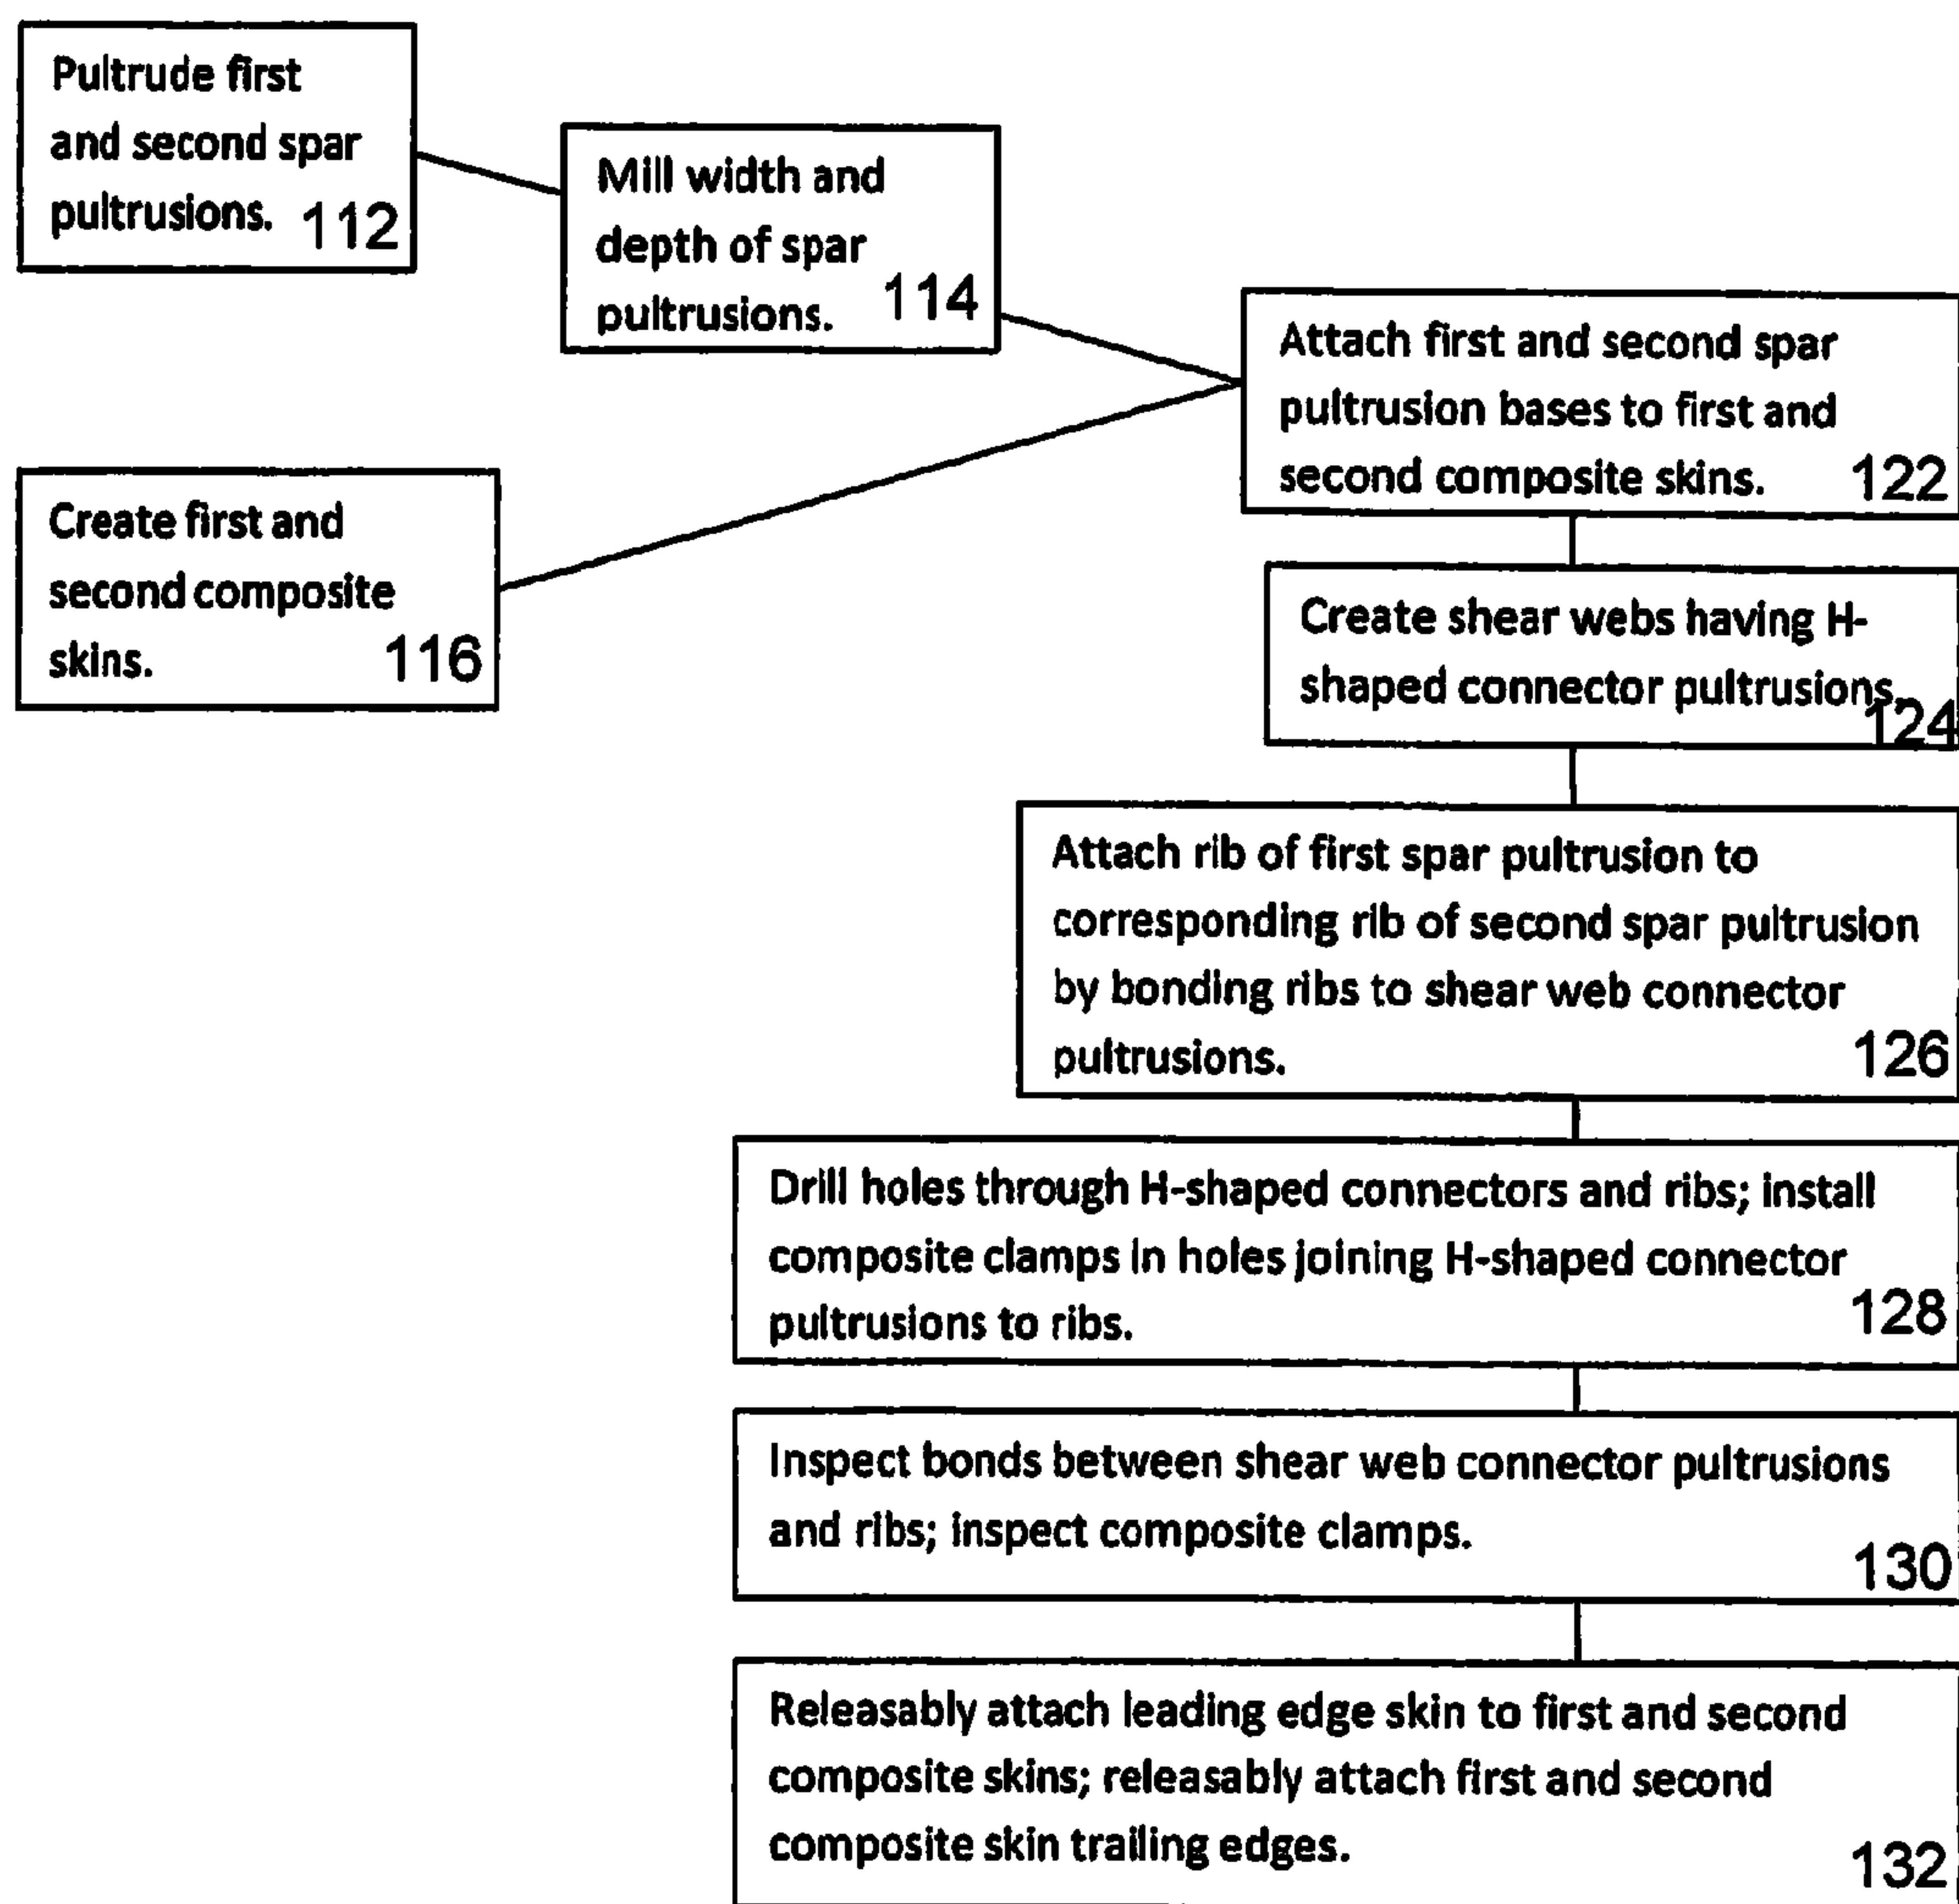 Pultrude first
and second spar
pultrusions. 112
Mill width and
depth of spar
pultrusions. 114
Attach first and second spar
pultrusion bases to first and
second composite skins. 122
Create first and
second composite
skins. 116
Create shear webs having H-
shaped connector pultrusions.
124
Attach rib of first spar pultrusion to
corresponding rib of second spar pultrusion
by bonding ribs to shear web connector
pultrusions. 126
Drill holes through H-shaped connectors and ribs; install
composite clamps in holes joining H-shaped connector
pultrusions to ribs. 128
Inspect bonds between shear web connector pultrusions
and ribs; inspect composite clamps.
130
Releasably attach leading edge skin to first and second
composite skins; releasably attach first and second
composite skin trailing edges. 132